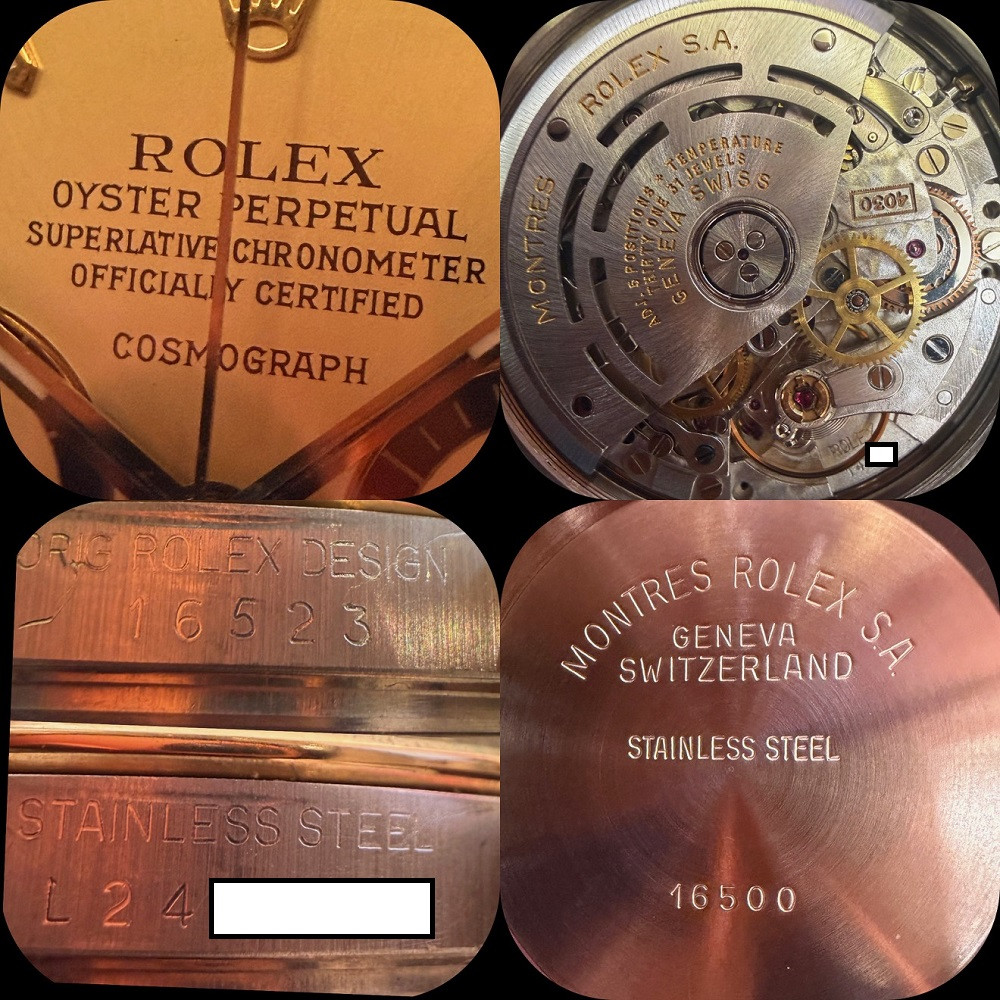 ROLEX
OYSTER PERPETUAL
SUPERLATIVE CHRONOMETER
OFFICIALLY CERTIFIED
COSMOGRAPH
MONTRES ROLEX S.A.
ADJ. 5 POSITIONS & TEMPERATURE
THIRTY ONE 31 JEWELS
GENEVA SWISS
4030
ROLEX
ORIG ROLEX DESIGN
16523
STAINLESS STEEL
L24
MONTRES ROLEX S.A.
GENEVA
SWITZERLAND
STAINLESS STEEL
16500